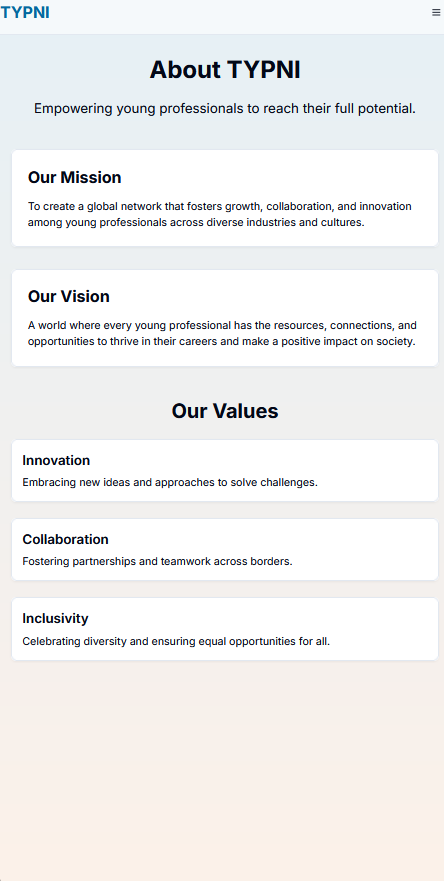 TYPNI
About TYPNI
Empowering young professionals to reach their full potential.
Our Mission
To create a global network that fosters growth, collaboration, and innovation
among young professionals across diverse industries and cultures.
Our Vision
A world where every young professional has the resources, connections, and
opportunities to thrive in their careers and make a positive impact on society.
Our Values
Innovation
Embracing new ideas and approaches to solve challenges.
Collaboration
Fostering partnerships and teamwork across borders.
Inclusivity
Celebrating diversity and ensuring equal opportunities for all.